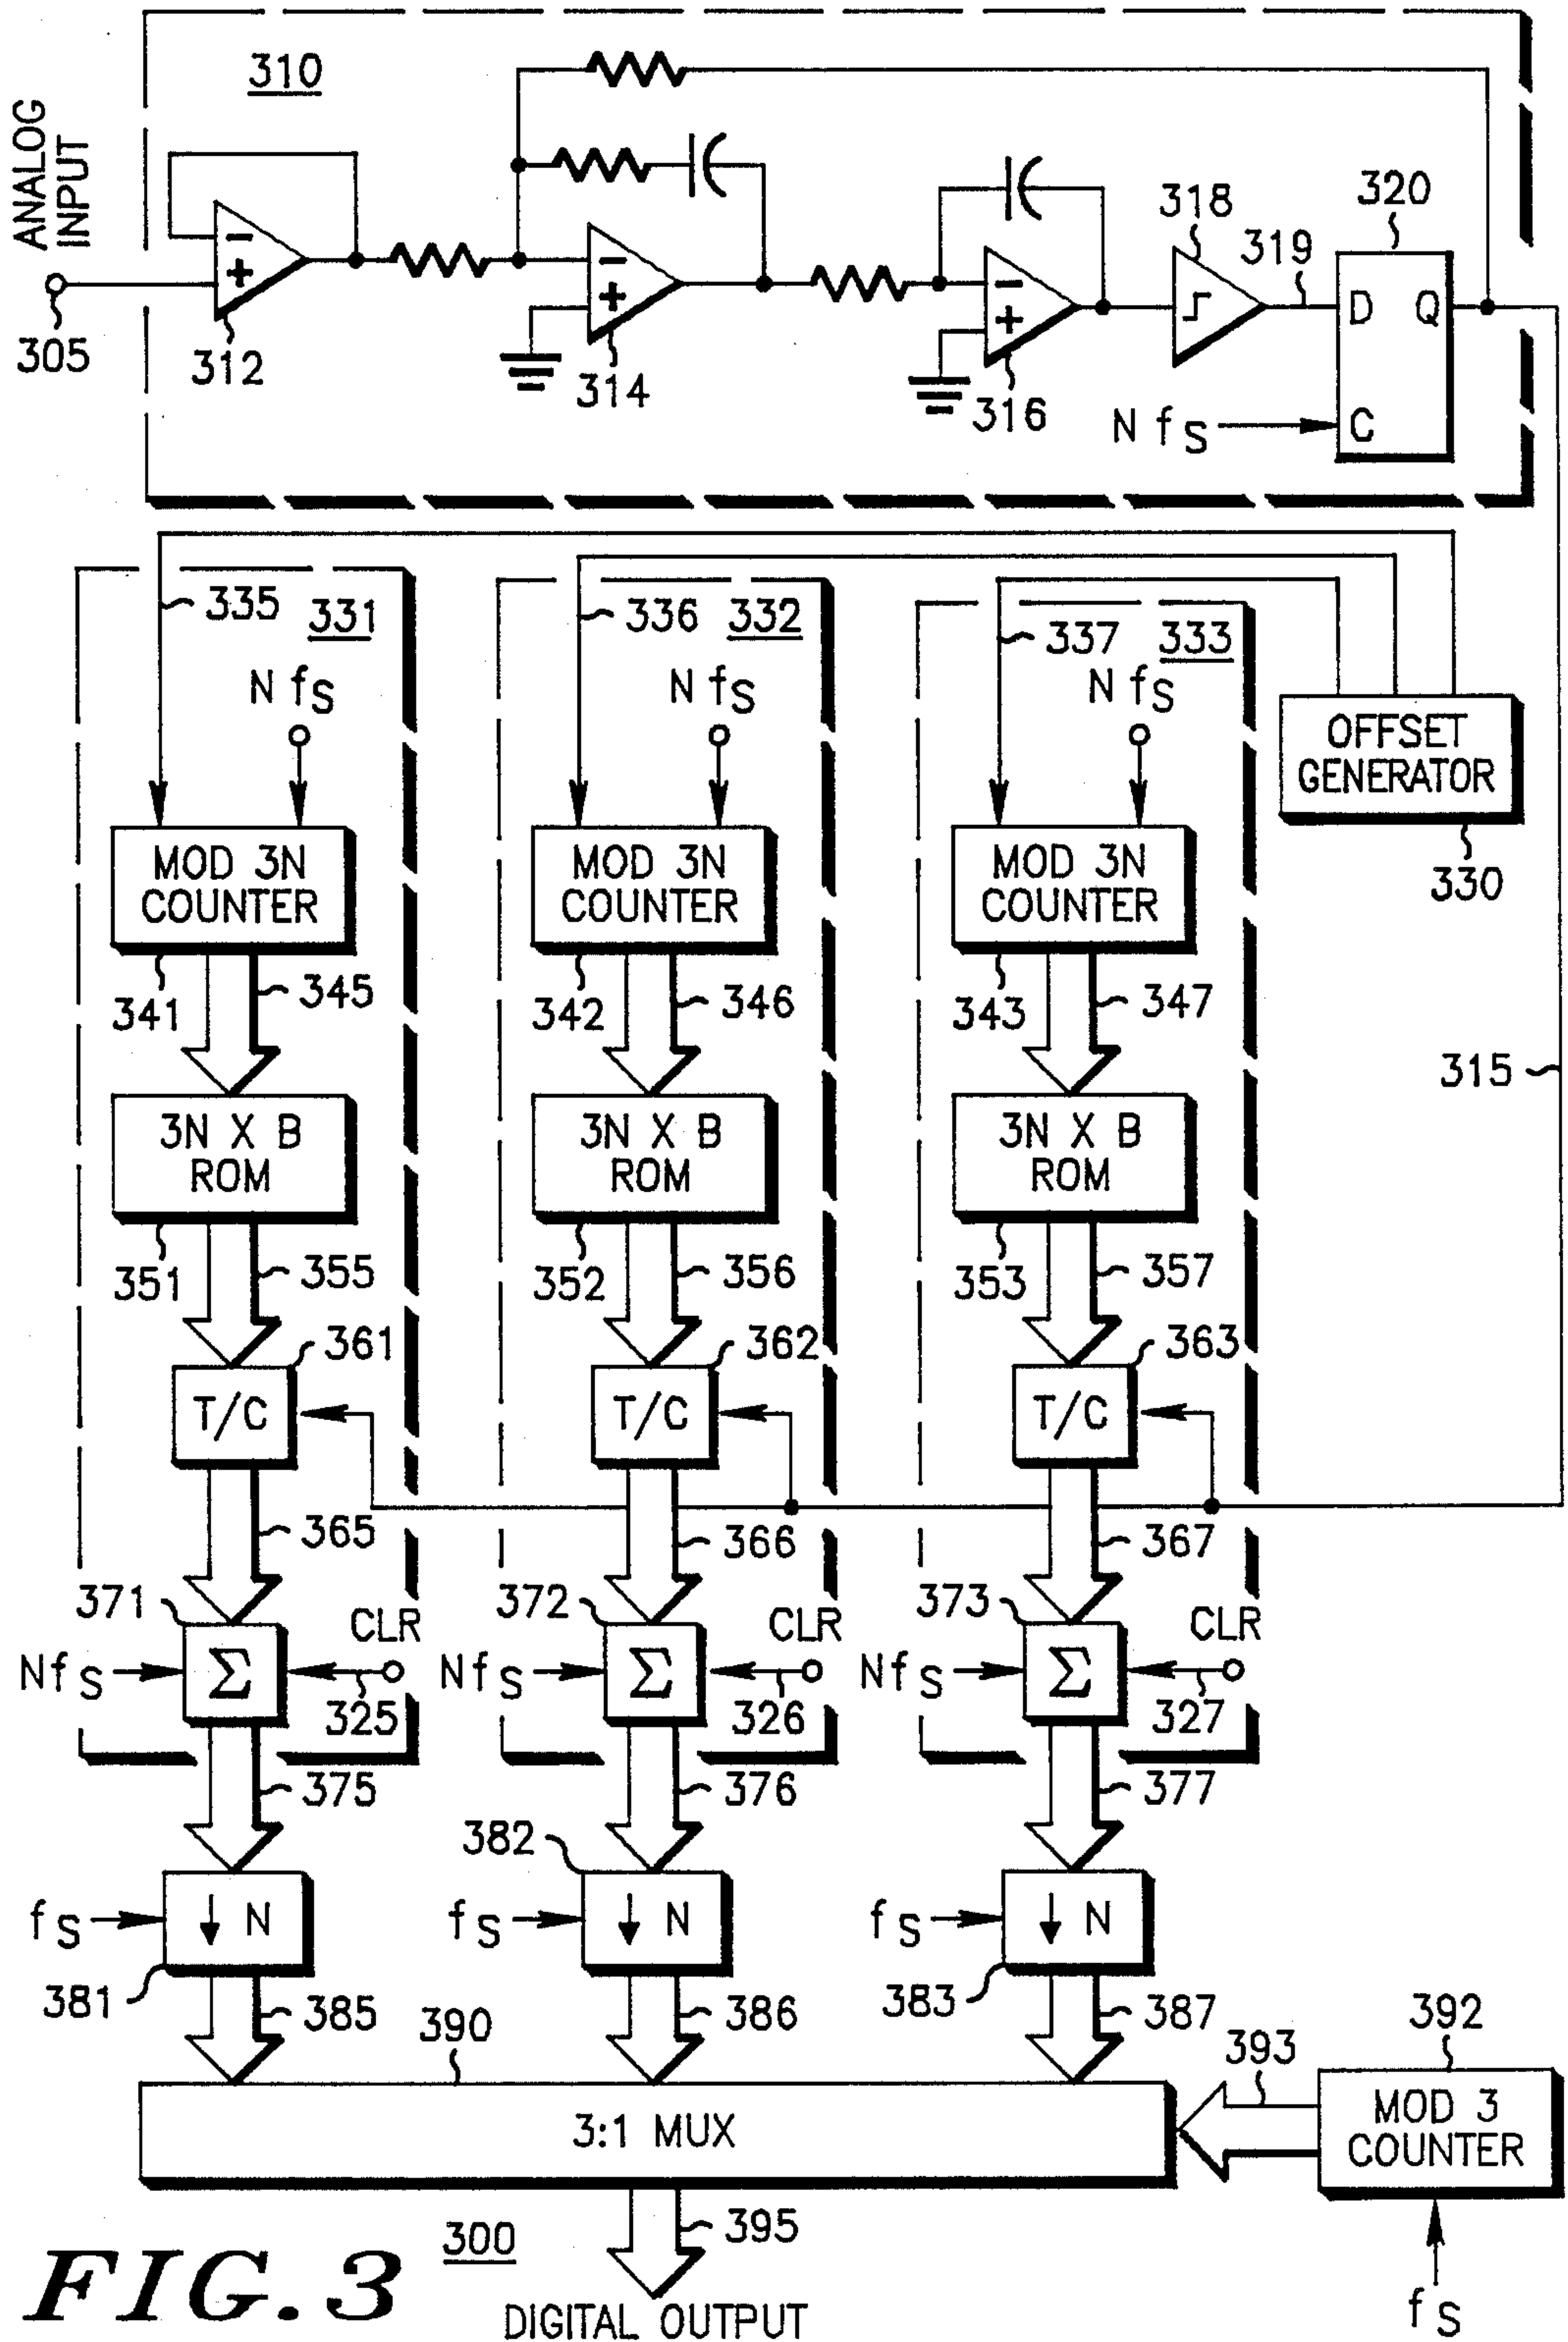 310
ANALOG
INPUT
305
312
314
316
318
319
320
D Q
C
N fS
335
331
336
332
337
333
N fS
N fS
N fS
OFFSET
GENERATOR
330
MOD 3N
COUNTER
MOD 3N
COUNTER
MOD 3N
COUNTER
341
345
342
346
343
347
315
3N X B
ROM
3N X B
ROM
3N X B
ROM
351
355
352
356
353
357
361
362
363
T/C
T/C
T/C
365
366
367
371
CLR
372
CLR
373
CLR
NfS
Σ
NfS
Σ
NfS
Σ
325
326
327
375
376
377
382
fS
↓ N
fS
↓ N
fS
↓ N
381
385
386
383
387
390
393
392
3:1 MUX
MOD 3
COUNTER
300
395
fS
FIG. 3
DIGITAL OUTPUT